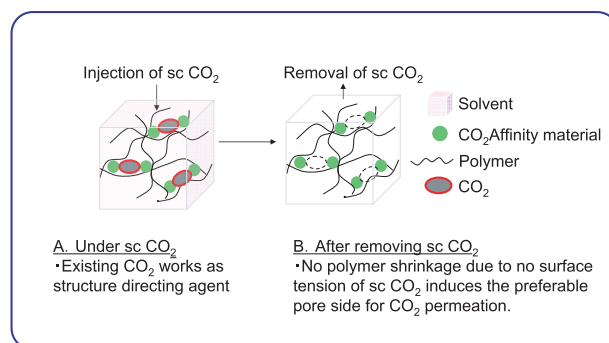 Injection of sc CO2
Removal of sc CO2
Solvent
CO2Affinity material
Polymer
CO2
A. Under sc CO2
・Existing CO2 works as
structure directing agent
B. After removing sc CO2
・No polymer shrinkage due to no surface
tension of sc CO2 induces the preferable
pore side for CO2 permeation.